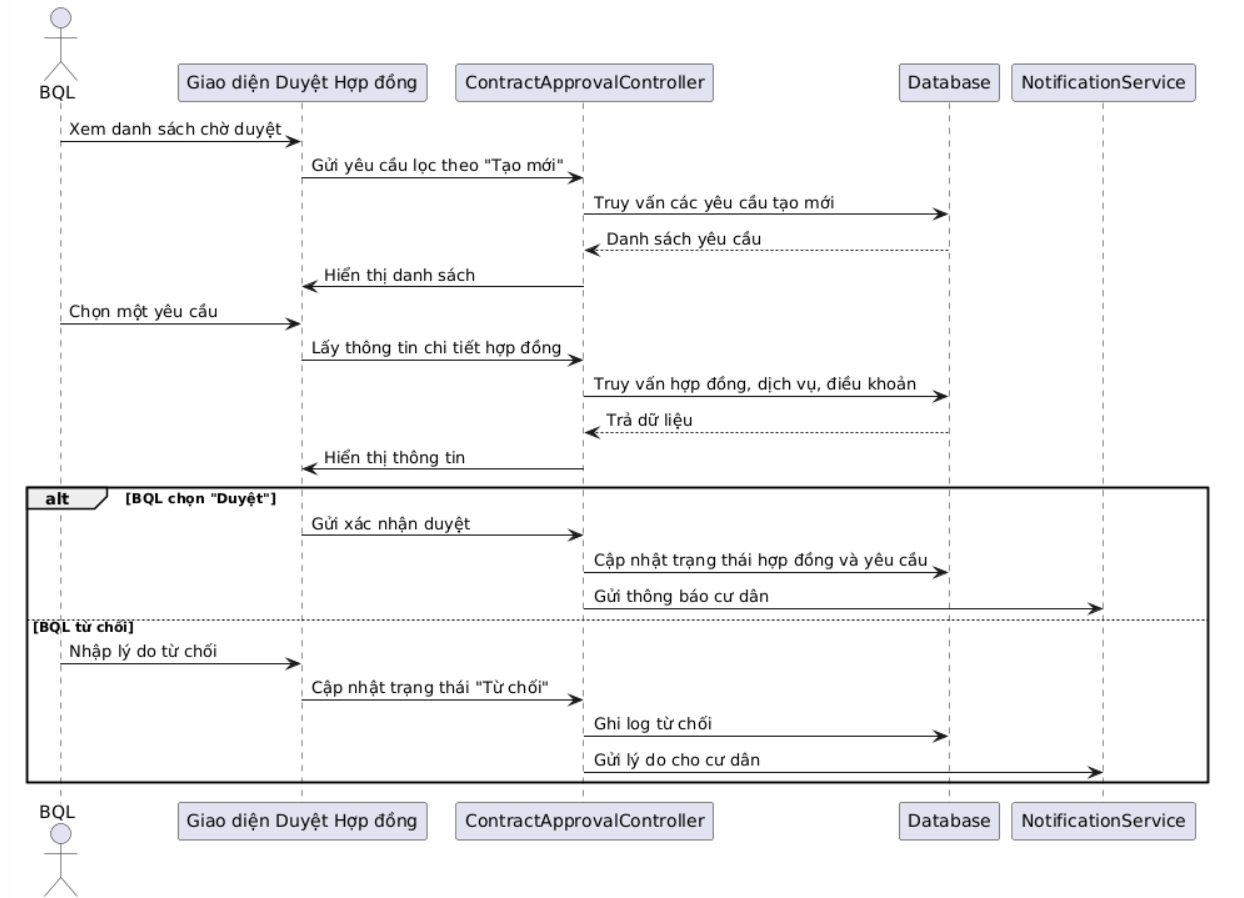 BQL
Giao diện Duyệt Hợp đồng
ContractApprovalController
Database
NotificationService
Xem danh sách chờ duyệt
Gửi yêu cầu lọc theo "Tạo mới"
Truy vấn các yêu cầu tạo mới
Danh sách yêu cầu
Hiển thị danh sách
Chọn một yêu cầu
Lấy thông tin chi tiết hợp đồng
Truy vấn hợp đồng, dịch vụ, điều khoản
Trả dữ liệu
Hiển thị thông tin
alt [BQL chọn "Duyệt"]
Gửi xác nhận duyệt
Cập nhật trạng thái hợp đồng và yêu cầu
Gửi thông báo cư dân
[BQL từ chối]
Nhập lý do từ chối
Cập nhật trạng thái "Từ chối"
Ghi log từ chối
Gửi lý do cho cư dân
BQL
Giao diện Duyệt Hợp đồng
ContractApprovalController
Database
NotificationService